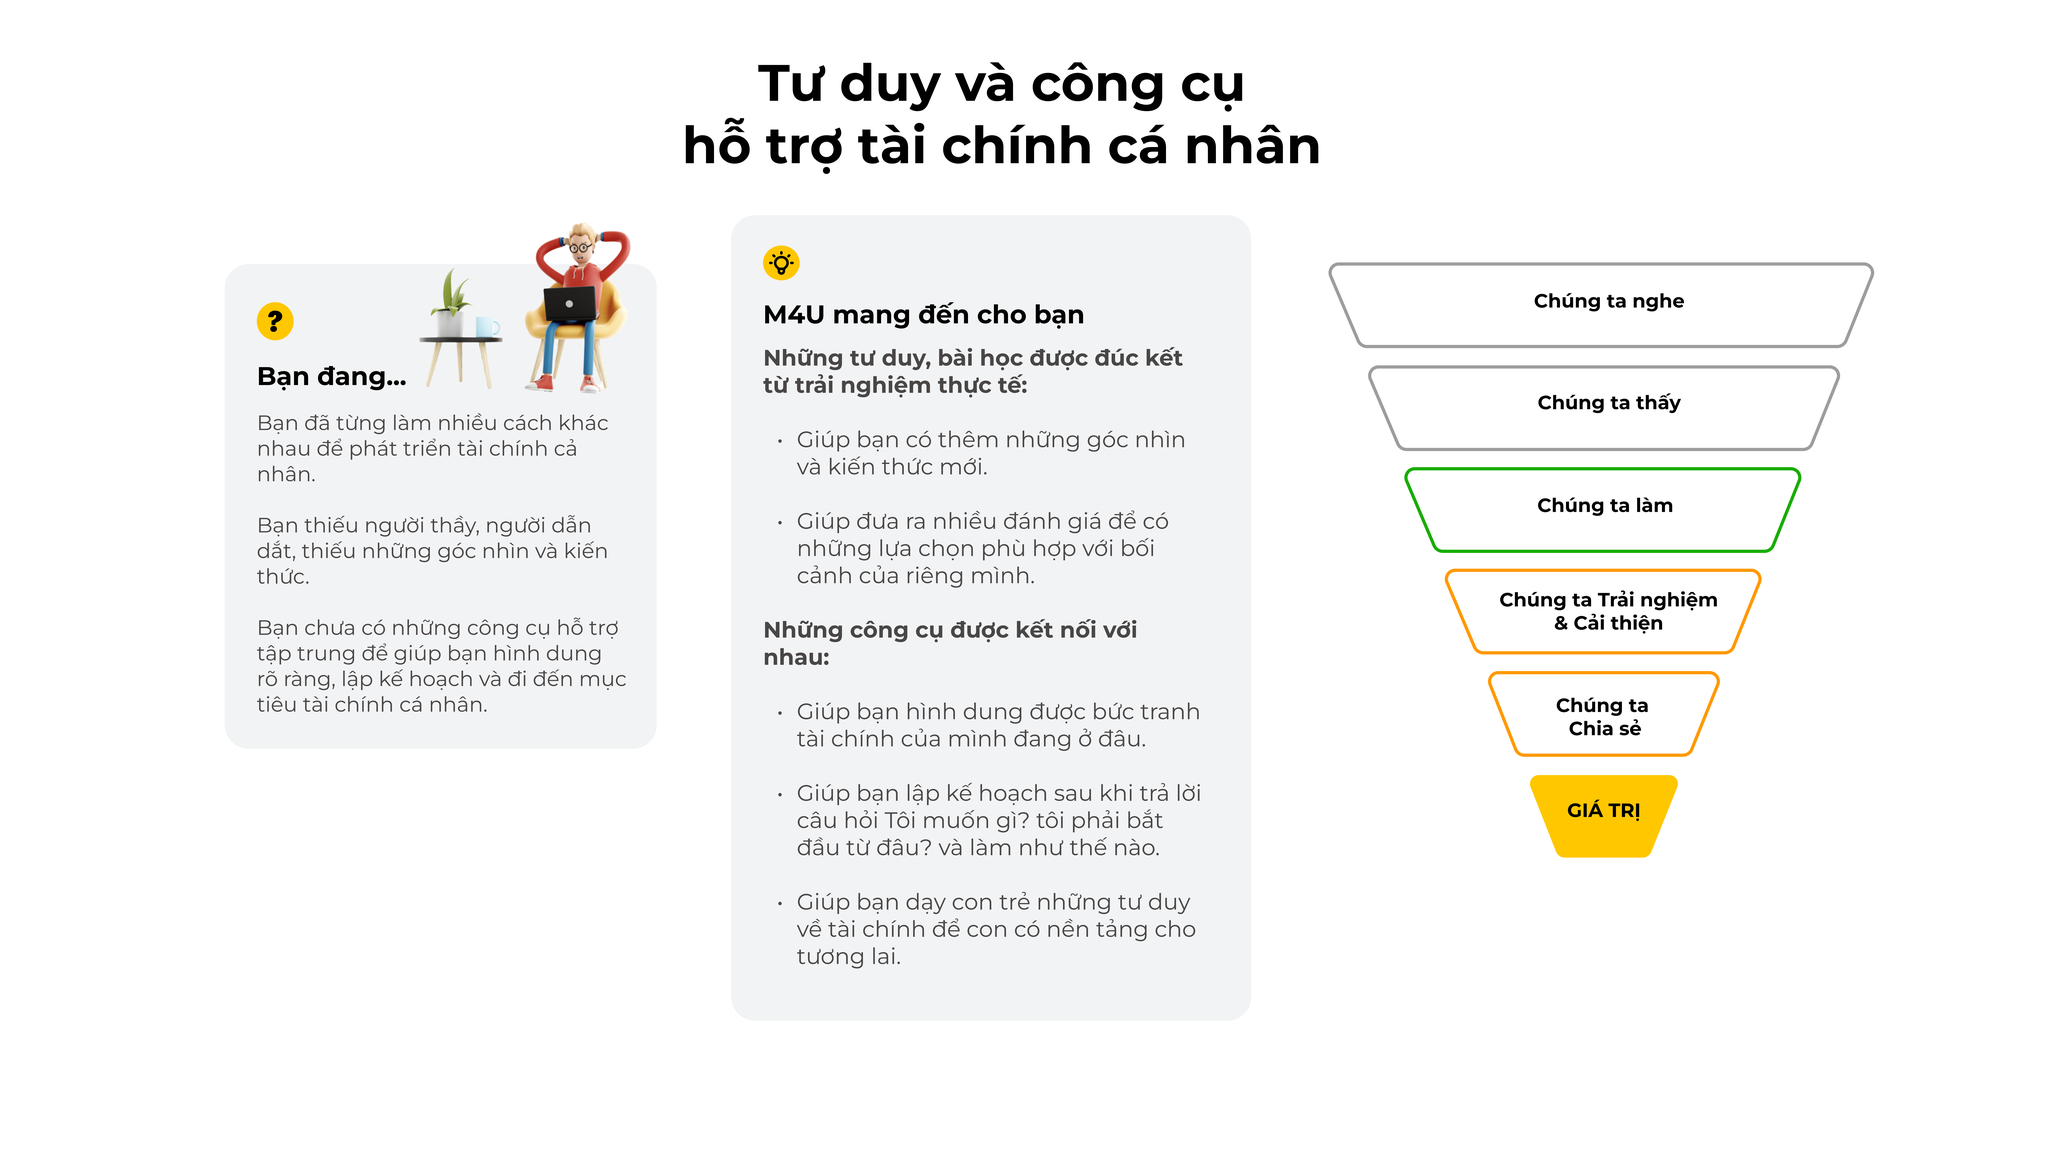 Tư duy và công cụ
hỗ trợ tài chính cá nhân
?
Bạn đang...
Bạn đã từng làm nhiều cách khác
nhau để phát triển tài chính cả
nhân.
Bạn thiếu người thầy, người dẫn
dắt, thiếu những góc nhìn và kiến
thức.
Bạn chưa có những công cụ hỗ trợ
tập trung để giúp bạn hình dung
rõ ràng, lập kế hoạch và đi đến mục
tiêu tài chính cá nhân.
M4U mang đến cho bạn
Những tư duy, bài học được đúc kết
từ trải nghiệm thực tế:
• Giúp bạn có thêm những góc nhìn
và kiến thức mới.
• Giúp đưa ra nhiều đánh giá để có
những lựa chọn phù hợp với bối
cảnh của riêng mình.
Những công cụ được kết nối với
nhau:
• Giúp bạn hình dung được bức tranh
tài chính của mình đang ở đâu.
• Giúp bạn lập kế hoạch sau khi trả lời
câu hỏi Tôi muốn gì? tôi phải bắt
đầu từ đâu? và làm như thế nào.
• Giúp bạn dạy con trẻ những tư duy
về tài chính để con có nền tảng cho
tương lai.
Chúng ta nghe
Chúng ta thấy
Chúng ta làm
Chúng ta Trải nghiệm
& Cải thiện
Chúng ta
Chia sẻ
GIÁ TRỊ